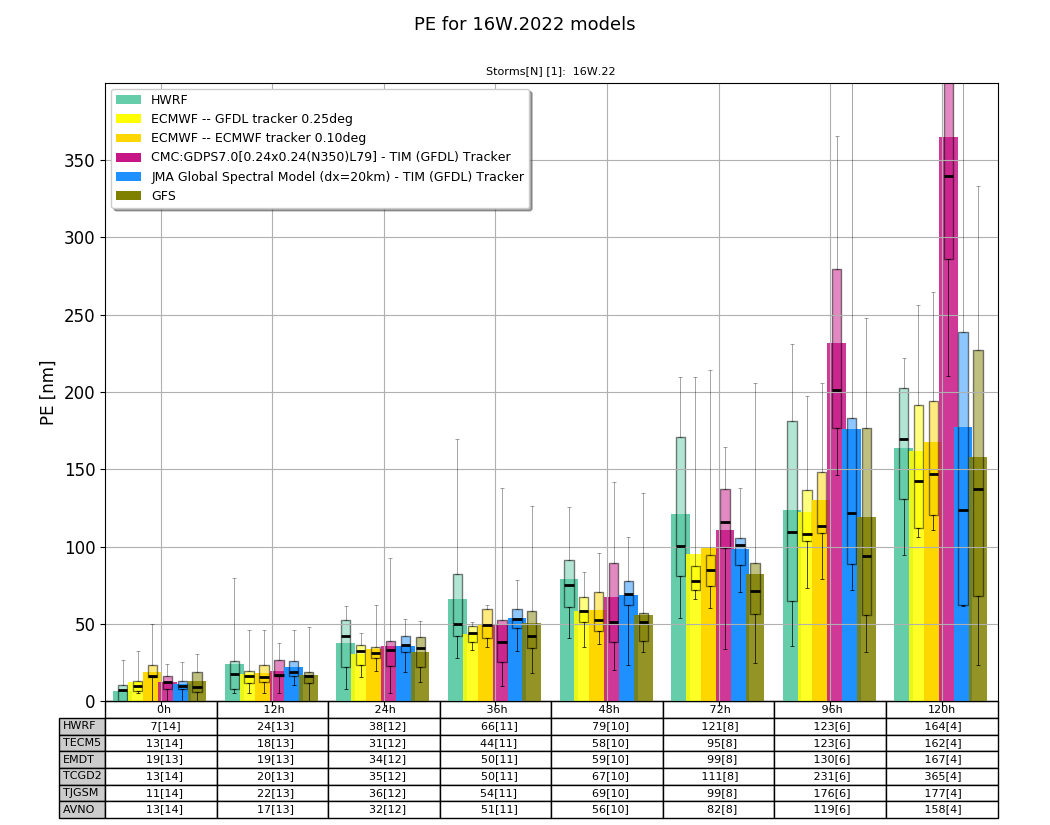 PE for 16W.2022 models
Storms[N] [1]: 16W.22
HWRF
ECMWF -- GFDL tracker 0.25deg
ECMWF -- ECMWF tracker 0.10deg
CMC:GDPS7.0[0.24x0.24(N350)L79] - TIM (GFDL) Tracker
JMA Global Spectral Model (dx=20km) - TIM (GFDL) Tracker
GFS
PE [nm]
350
300
250
200
150
100
50
0
0h 12h 24h 36h 48h 72h 96h 120h
HWRF 7[14] 24[13] 38[12] 66[11] 79[10] 121[8] 123[6] 164[4]
TECM5 13[14] 18[13] 31[12] 44[11] 58[10] 95[8] 123[6] 162[4]
EMDT 19[13] 19[13] 34[12] 50[11] 59[10] 99[8] 130[6] 167[4]
TCGD2 13[14] 20[13] 35[12] 50[11] 67[10] 111[8] 231[6] 365[4]
TJGSM 11[14] 22[13] 36[12] 54[11] 69[10] 99[8] 176[6] 177[4]
AVNO 13[14] 17[13] 32[12] 51[11] 56[10] 82[8] 119[6] 158[4]